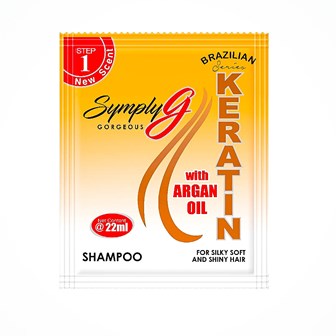 STEP
1
New Scent
BRAZILIAN
Series
KERATIN
Symply G
GORGEOUS
with
ARGAN
OIL
Net Content
@ 22ml
SHAMPOO
FOR SILKY SOFT
AND SHINY HAIR